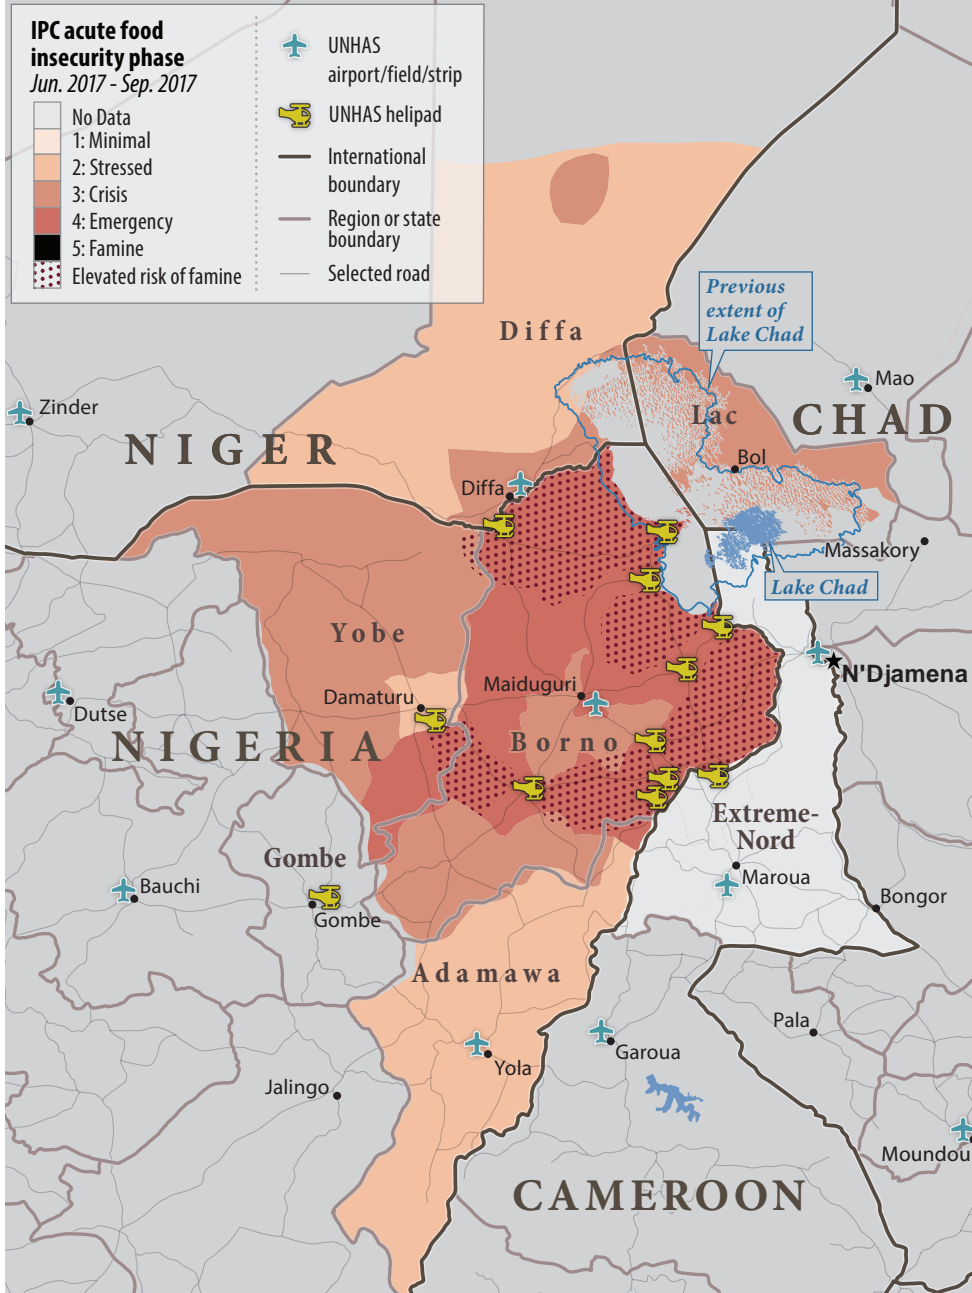 IPC acute food
insecurity phase
Jun. 2017 - Sep. 2017
No Data
1: Minimal
2: Stressed
3: Crisis
4: Emergency
5: Famine
Elevated risk of famine
UNHAS
airport/field/strip
UNHAS helipad
International
boundary
Region or state
boundary
Selected road
Previous
extent of
Lake Chad
Diffa
Mao
Zinder
Lac
CHAD
NIGER
Bol
Diffa
Massakory
Lake Chad
Yobe
N'Djamena
Maiduguri
Damaturu
Dutse
NIGERIA
Borno
Extreme-
Nord
Gombe
Maroua
Bauchi
Bongor
Gombe
Adamawa
Pala
Garoua
Yola
Jalingo
Moundou
CAMEROON